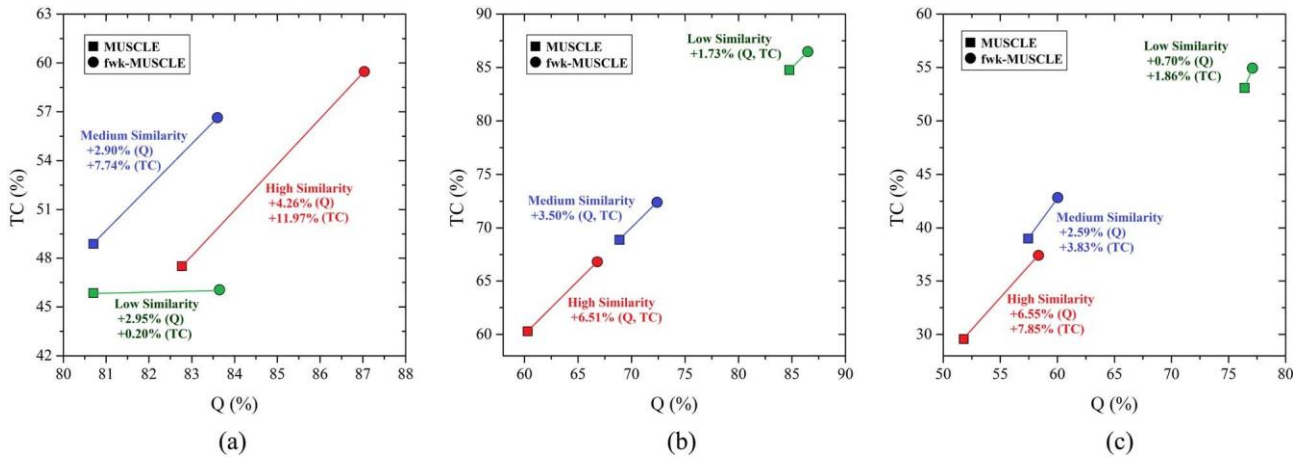 63
60
57
54
51
48
45
42
TC (%)
MUSCLE
fwk-MUSCLE
Medium Similarity
+2.90% (Q)
+7.74% (TC)
High Similarity
+4.26% (Q)
+11.97% (TC)
Low Similarity
+2.95% (Q)
+0.20% (TC)
80 81 82 83 84 85 86 87 88
Q (%)
(a)
90
85
80
75
70
65
60
TC (%)
MUSCLE
fwk-MUSCLE
Low Similarity
+1.73% (Q, TC)
Medium Similarity
+3.50% (Q, TC)
High Similarity
+6.51% (Q, TC)
60 65 70 75 80 85 90
Q (%)
(b)
60
55
50
45
40
35
30
TC (%)
MUSCLE
fwk-MUSCLE
Low Similarity
+0.70% (Q)
+1.86% (TC)
Medium Similarity
+2.59% (Q)
+3.83% (TC)
High Similarity
+6.55% (Q)
+7.85% (TC)
50 55 60 65 70 75 80
Q (%)
(c)